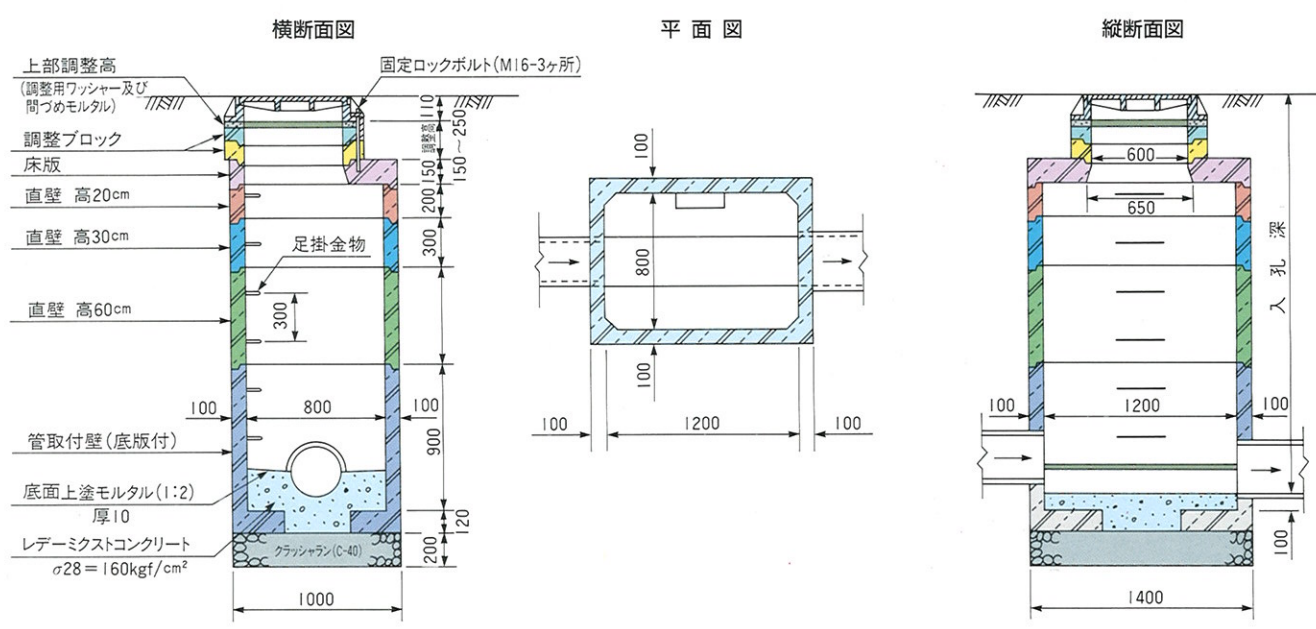 横断面図
上部調整高
(調整用ワッシャー及び
間づめモルタル)
固定ロックボルト(M16-3ヶ所)
調整ブロック
床版
直壁 高20cm
直壁 高30cm
足掛金物
直壁 高60cm
300
100
800
100
管取付壁(底版付)
底面上塗モルタル(1:2)
厚10
レデーミクストコンクリート
σ28=160kgf/cm²
クラッシャラン(C-40)
1000
110
調整高
150~250
150
200
300
900
120
200
平面図
100
800
100
100
1200
100
縦断面図
600
650
入孔深
100
1200
100
100
1400